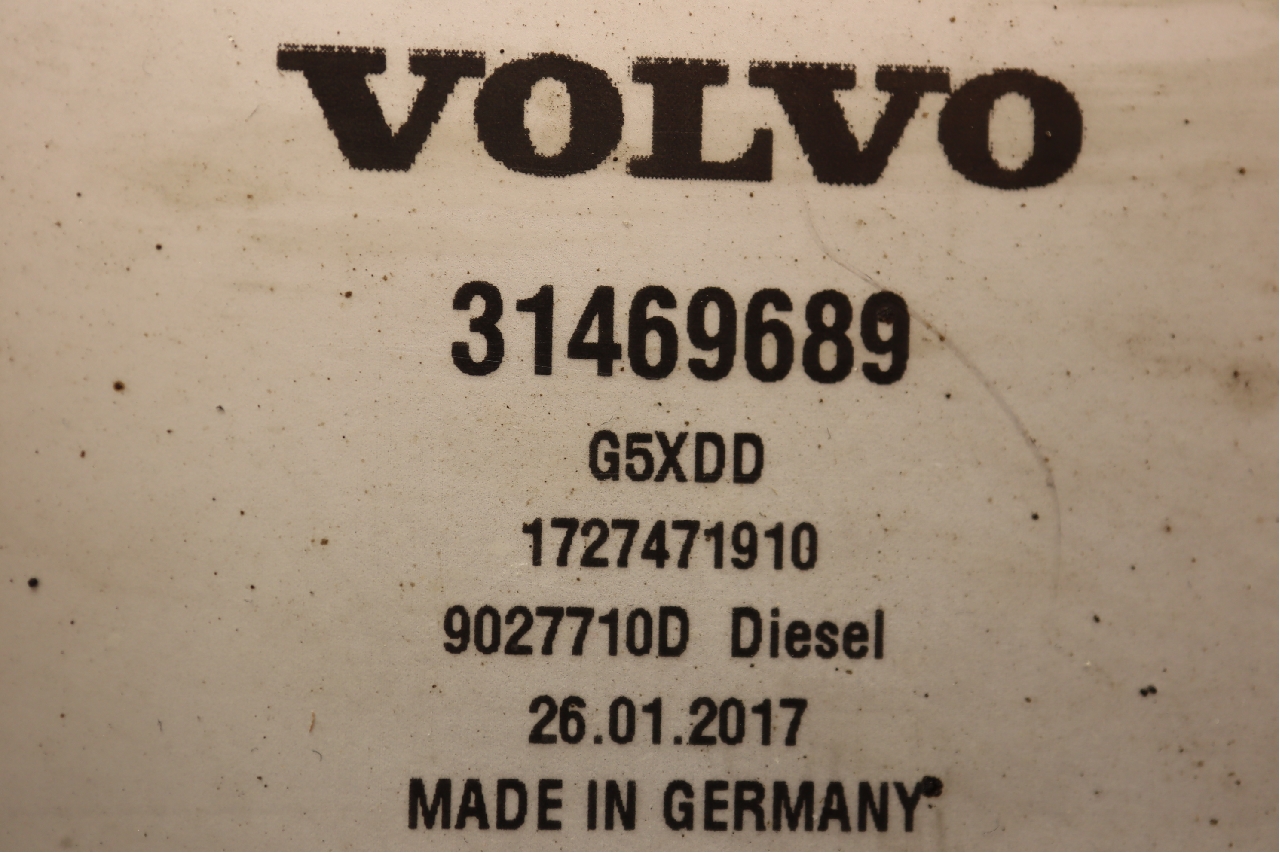 VOLVO
31469689
G5XDD
1727471910
9027710D Diesel
26.01.2017
MADE IN GERMANY